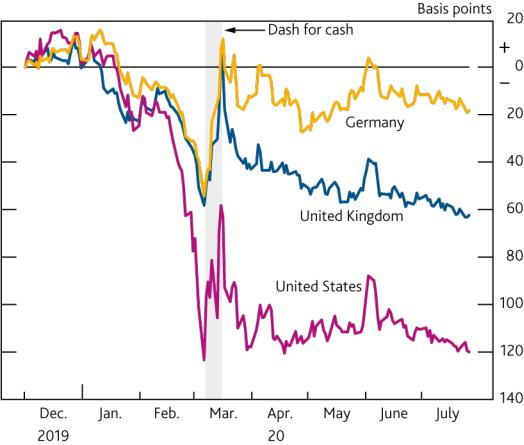 Basis points
20
Dash for cash
+
0
–
20
Germany
40
60
United Kingdom
80
United States
100
120
140
Dec. Jan. Feb. Mar. Apr. May June July
2019 20